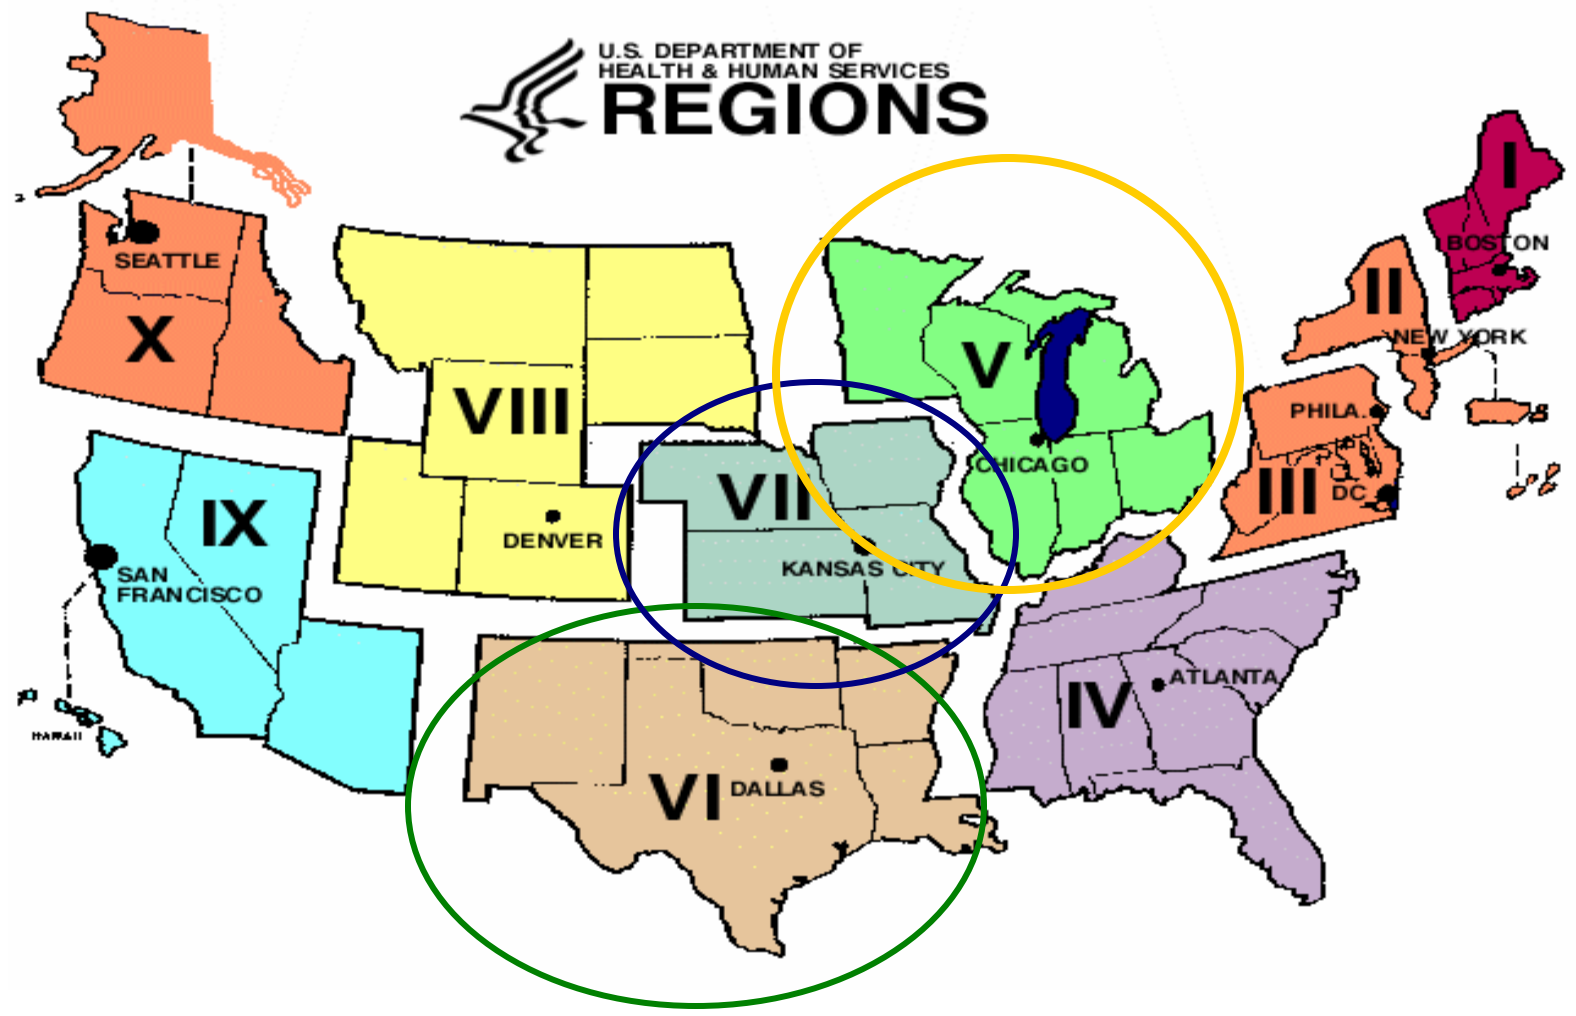 U.S. DEPARTMENT OF
HEALTH & HUMAN SERVICES
REGIONS
I
BOSTON
SEATTLE
II
NEW YORK
X
V
VIII
PHILA.
CHICAGO
VII
III
DC
IX
DENVER
KANSAS CITY
SAN
FRANCISCO
ATLANTA
IV
HAWAII
VI
DALLAS